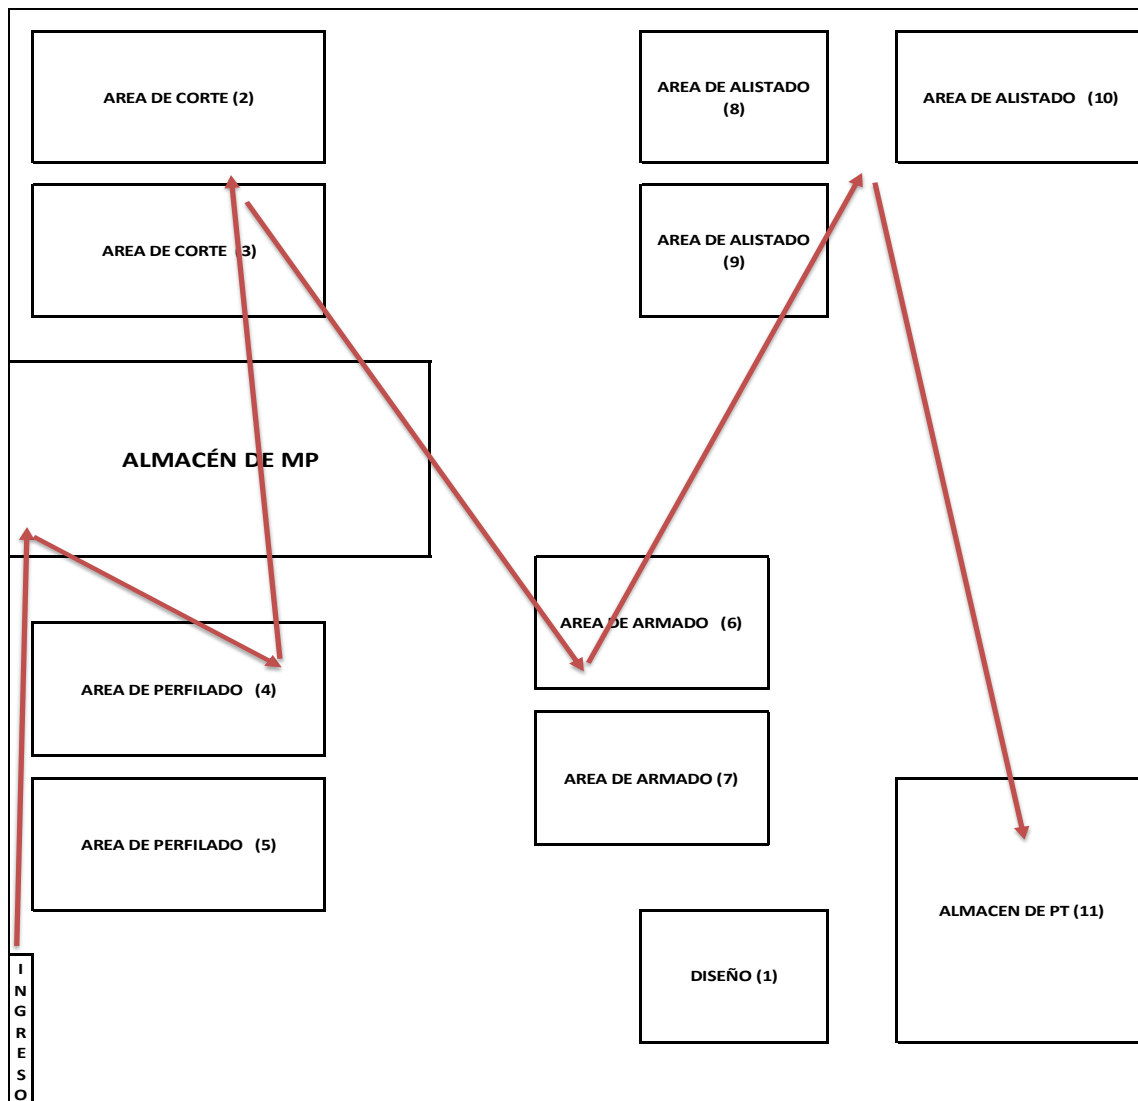 AREA DE CORTE (2)
AREA DE ALISTADO
(8)
AREA DE ALISTADO (10)
AREA DE CORTE (3)
AREA DE ALISTADO
(9)
ALMACÉN DE MP
AREA DE ARMADO (6)
AREA DE PERFILADO (4)
AREA DE ARMADO (7)
AREA DE PERFILADO (5)
ALMACEN DE PT (11)
DISEÑO (1)
I
N
G
R
E
S
O